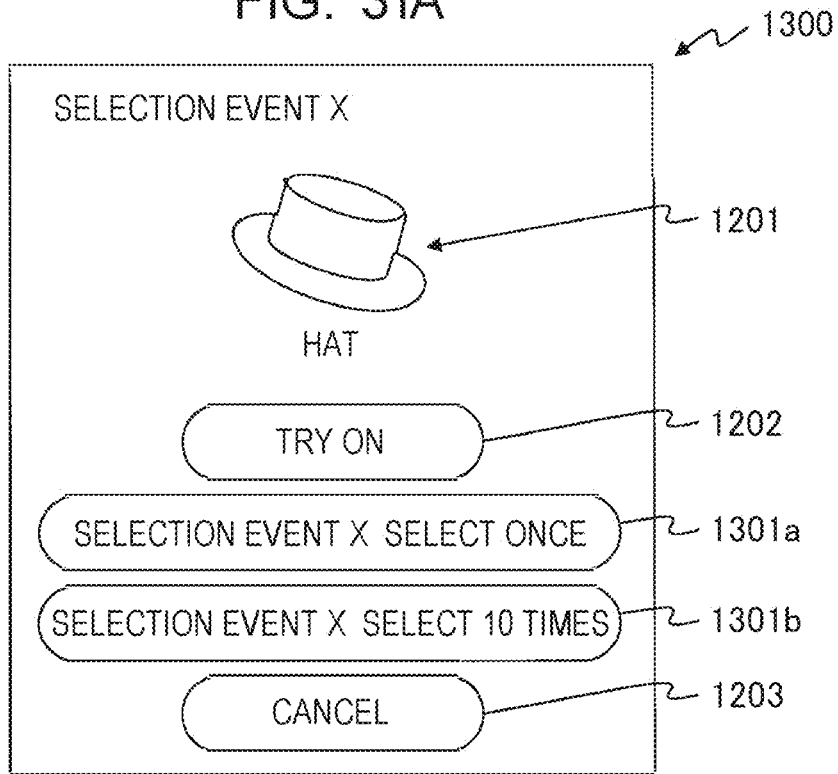 FIG. 31A
1300
SELECTION EVENT X
1201
HAT
TRY ON
1202
SELECTION EVENT X SELECT ONCE
1301a
SELECTION EVENT X SELECT 10 TIMES
1301b
CANCEL
1203